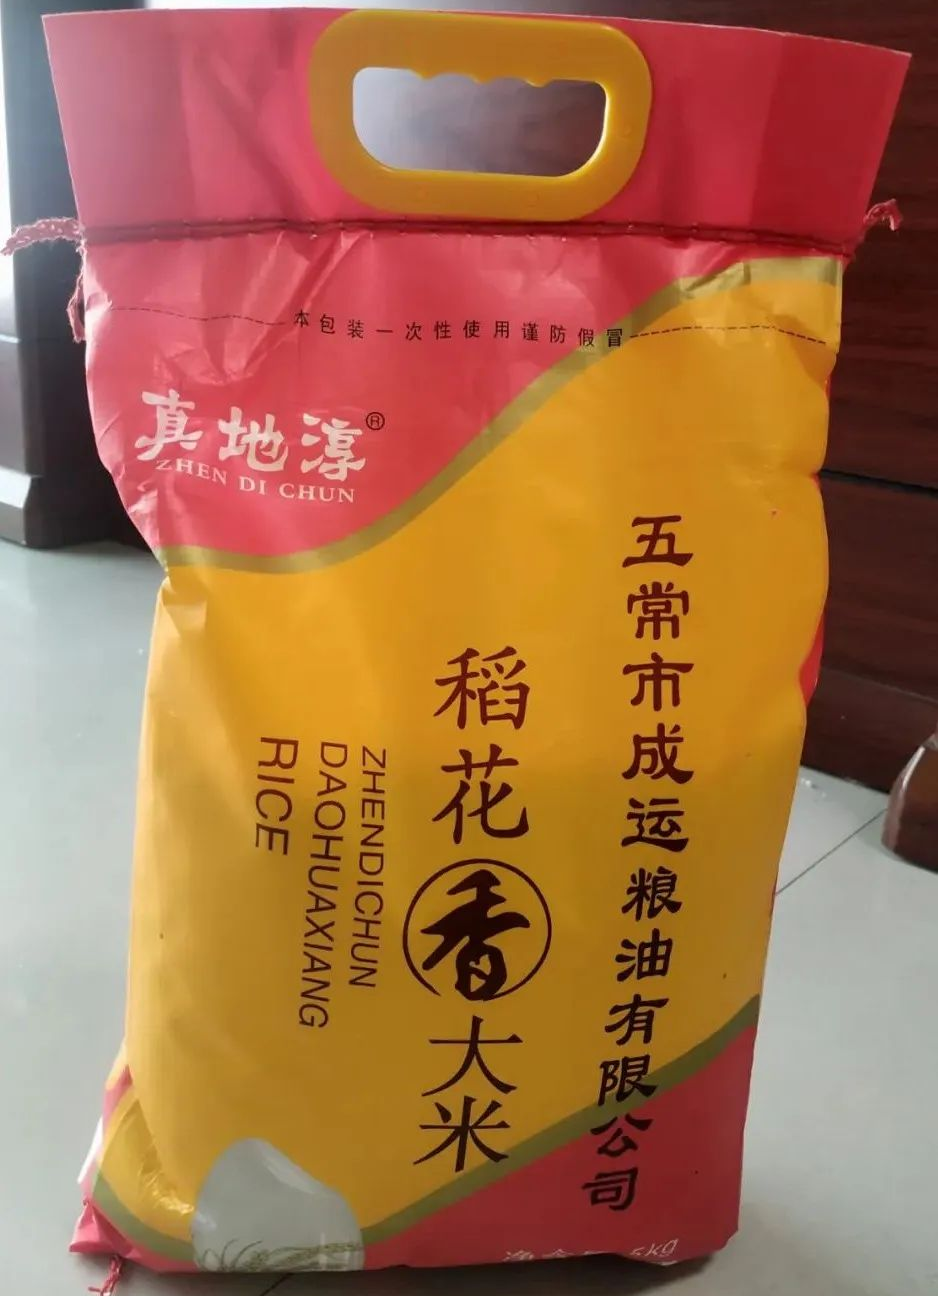 本包装一次性使用谨防假冒
真地淳®
ZHEN DI CHUN
五常市成运粮油有限公司
稻花香大米
ZHENDICHUN
DAOHUAXIANG
RICE
5kg